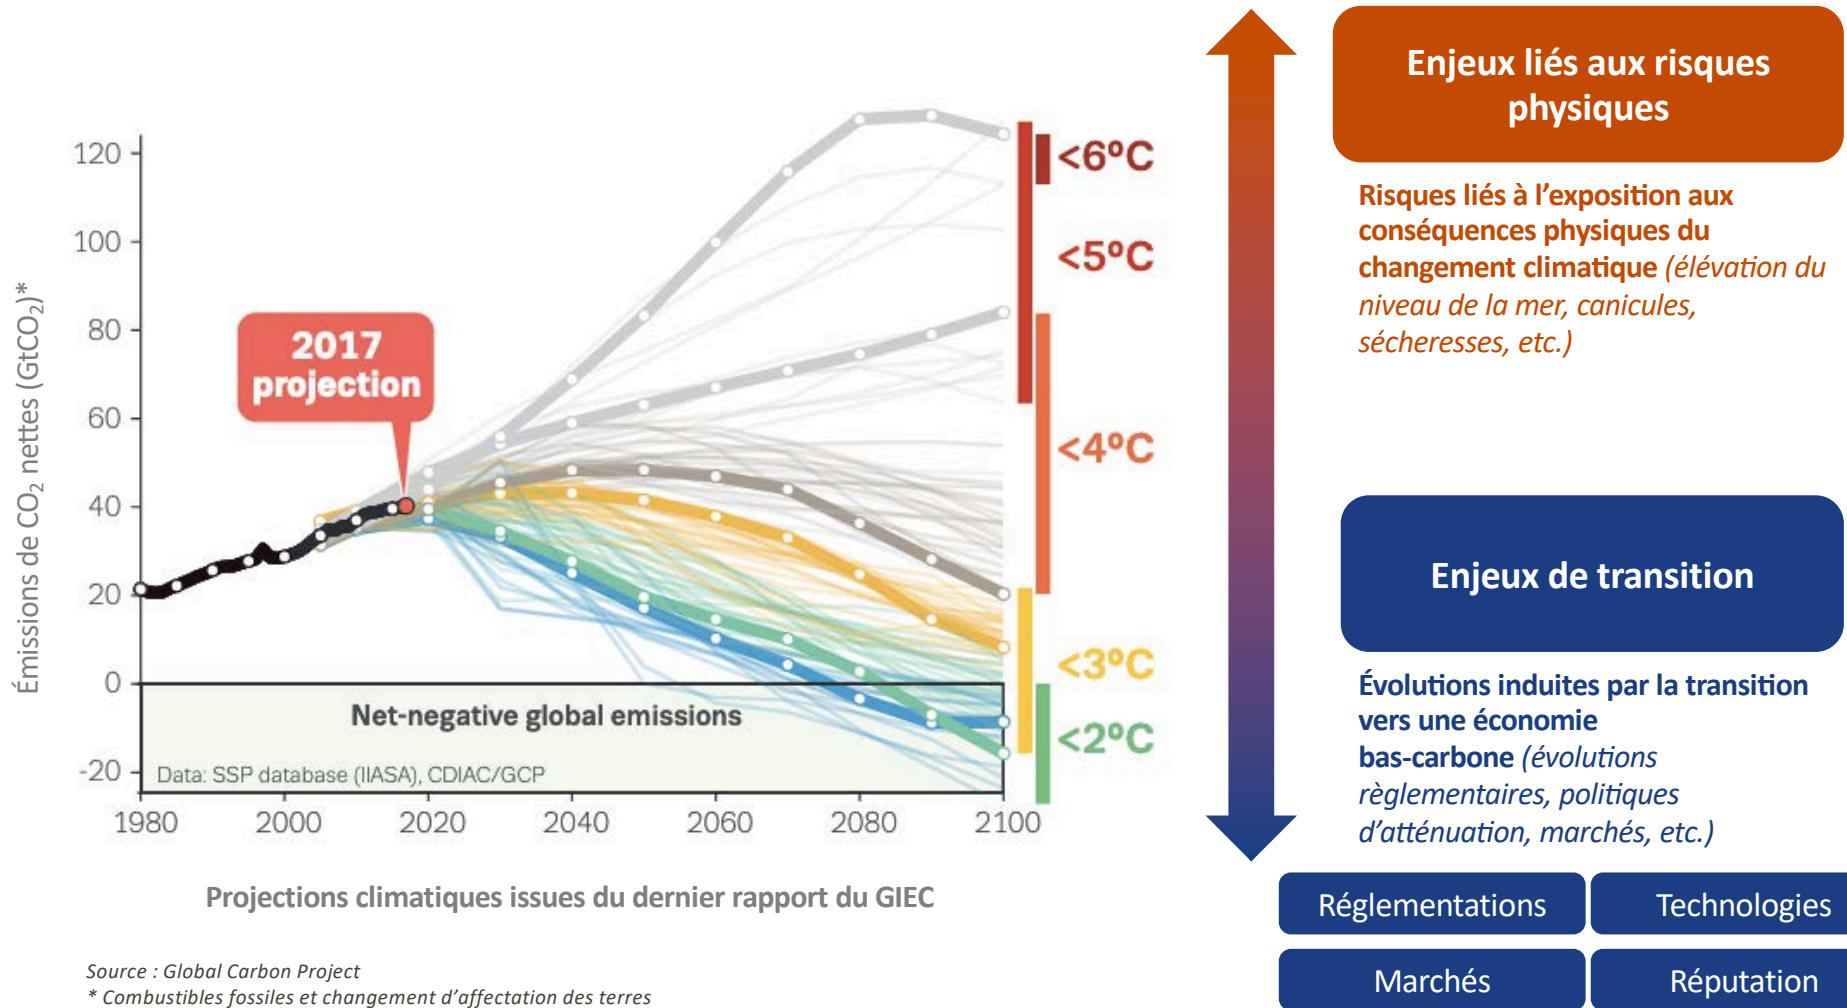 Émissions de CO₂ nettes (GtCO₂)*
120
100
80
60
40
20
0
-20
2017
projection
Net-negative global emissions
Data: SSP database (IIASA), CDIAC/GCP
1980
2000
2020
2040
2060
2080
2100
<6ºC
<5ºC
<4ºC
<3ºC
<2ºC
Projections climatiques issues du dernier rapport du GIEC
Source : Global Carbon Project
* Combustibles fossiles et changement d’affectation des terres
Enjeux liés aux risques
physiques
Risques liés à l’exposition aux
conséquences physiques du
changement climatique (élévation du
niveau de la mer, canicules,
sécheresses, etc.)
Enjeux de transition
Évolutions induites par la transition
vers une économie
bas-carbone (évolutions
règlementaires, politiques
d’atténuation, marchés, etc.)
Réglementations
Technologies
Marchés
Réputation